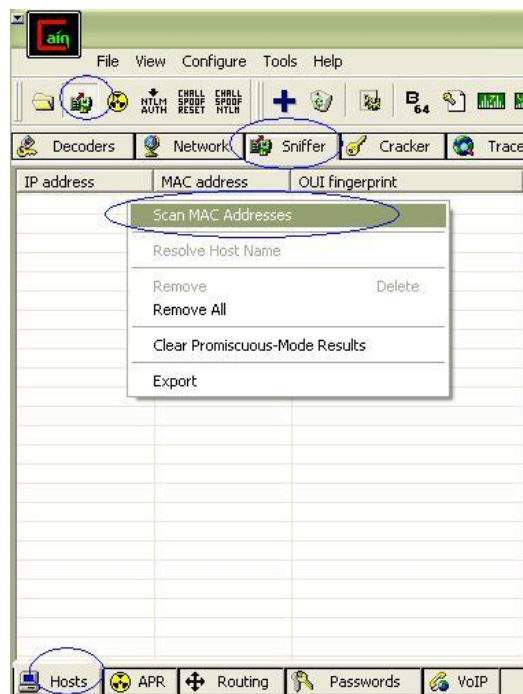 aín
File View Configure Tools Help
NTLM AUTH
CHALL SPOOF RESET
CHALL SPOOF NTLM
B64
Decoders Network Sniffer Cracker Trace
IP address MAC address OUI fingerprint
Scan MAC Addresses
Resolve Host Name
Remove Delete
Remove All
Clear Promiscuous-Mode Results
Export
Hosts APR Routing Passwords VoIP